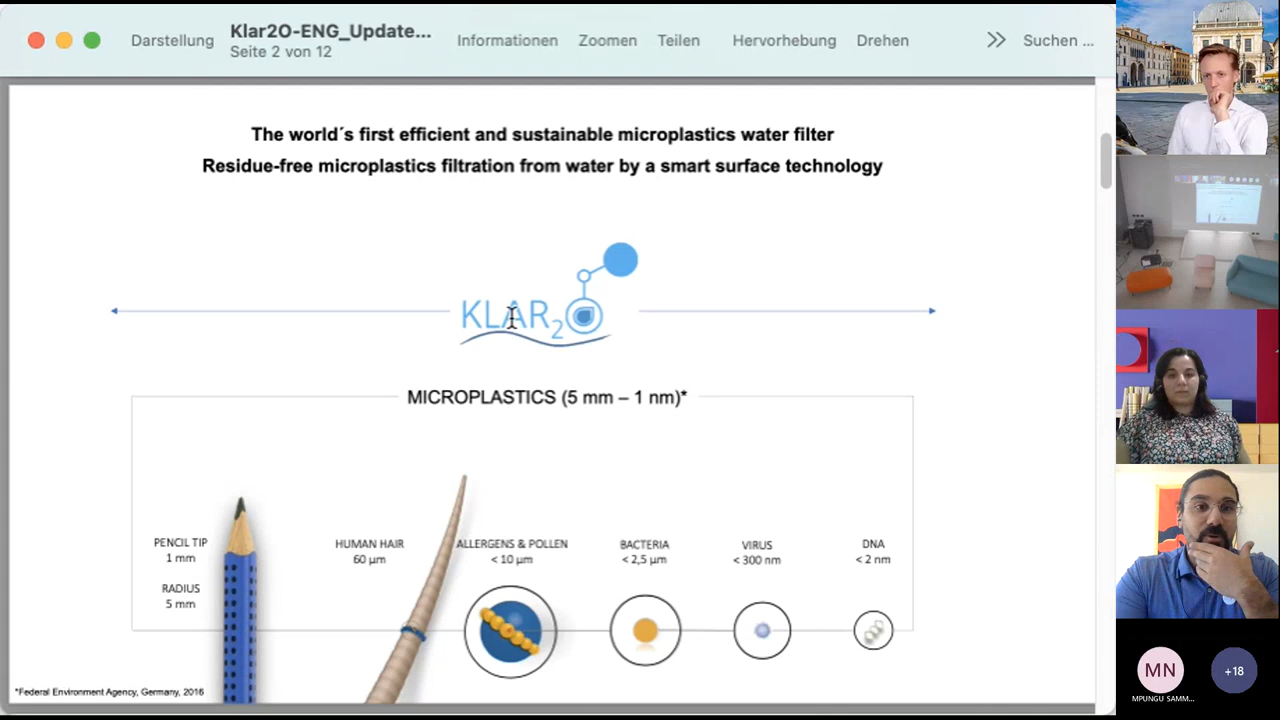 Darstellung
Klar2O-ENG_Update...
Seite 2 von 12
Informationen
Zoomen
Teilen
Hervorhebung
Drehen
Suchen ...
The world´s first efficient and sustainable microplastics water filter
Residue-free microplastics filtration from water by a smart surface technology
KLAR2O
MICROPLASTICS (5 mm – 1 nm)*
PENCIL TIP
1 mm
RADIUS
5 mm
HUMAN HAIR
60 µm
ALLERGENS & POLLEN
< 10 µm
BACTERIA
< 2,5 µm
VIRUS
< 300 nm
DNA
< 2 nm
*Federal Environment Agency, Germany, 2016
MN
MPUNGU SAMM...
+18